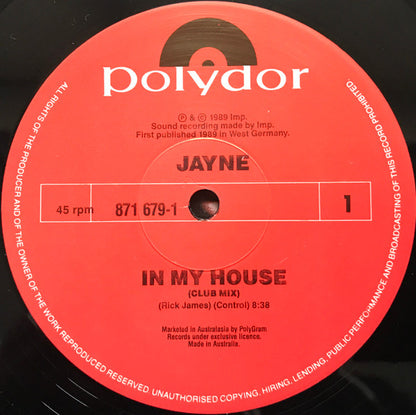 polydor
℗ & © 1989 Imp.
Sound recording made by Imp.
First published 1989 in West Germany.
JAYNE
45 rpm 871 679-1 1
IN MY HOUSE
(CLUB MIX)
(Rick James) (Control) 8:38
Marketed in Australasia by PolyGram
Records under exclusive licence.
Made in Australia.
ALL RIGHTS OF THE PRODUCER AND OF THE OWNER OF THE WORK REPRODUCED RESERVED. UNAUTHORISED COPYING, HIRING, LENDING, PUBLIC PERFORMANCE AND BROADCASTING OF THIS RECORD PROHIBITED